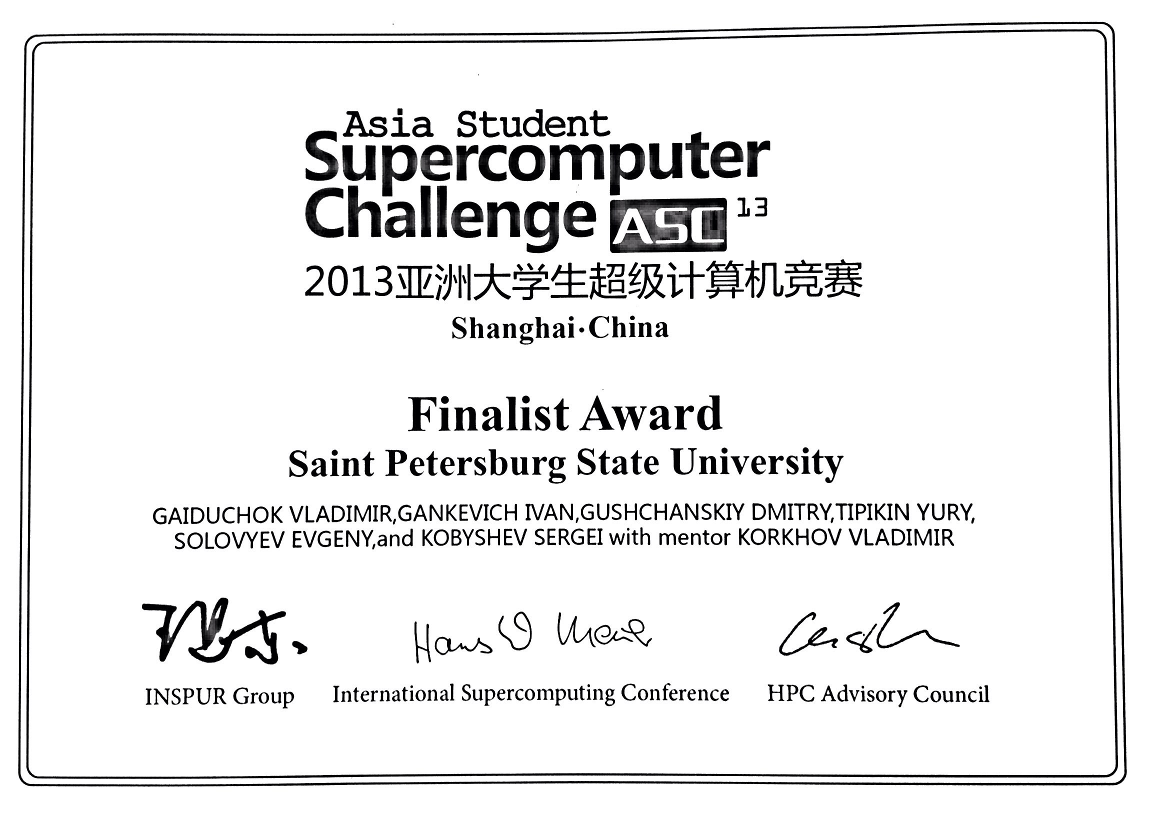 Asia Student
Supercomputer
Challenge ASC 13
2013亚洲大学生超级计算机竞赛
Shanghai·China
Finalist Award
Saint Petersburg State University
GAIDUCHOK VLADIMIR,GANKEVICH IVAN,GUSHCHANSKIY DMITRY,TIPIKIN YURY,
SOLOVYEV EVGENY,and KOBYSHEV SERGEI with mentor KORKHOV VLADIMIR
Hans W Meuer
INSPUR Group International Supercomputing Conference HPC Advisory Council